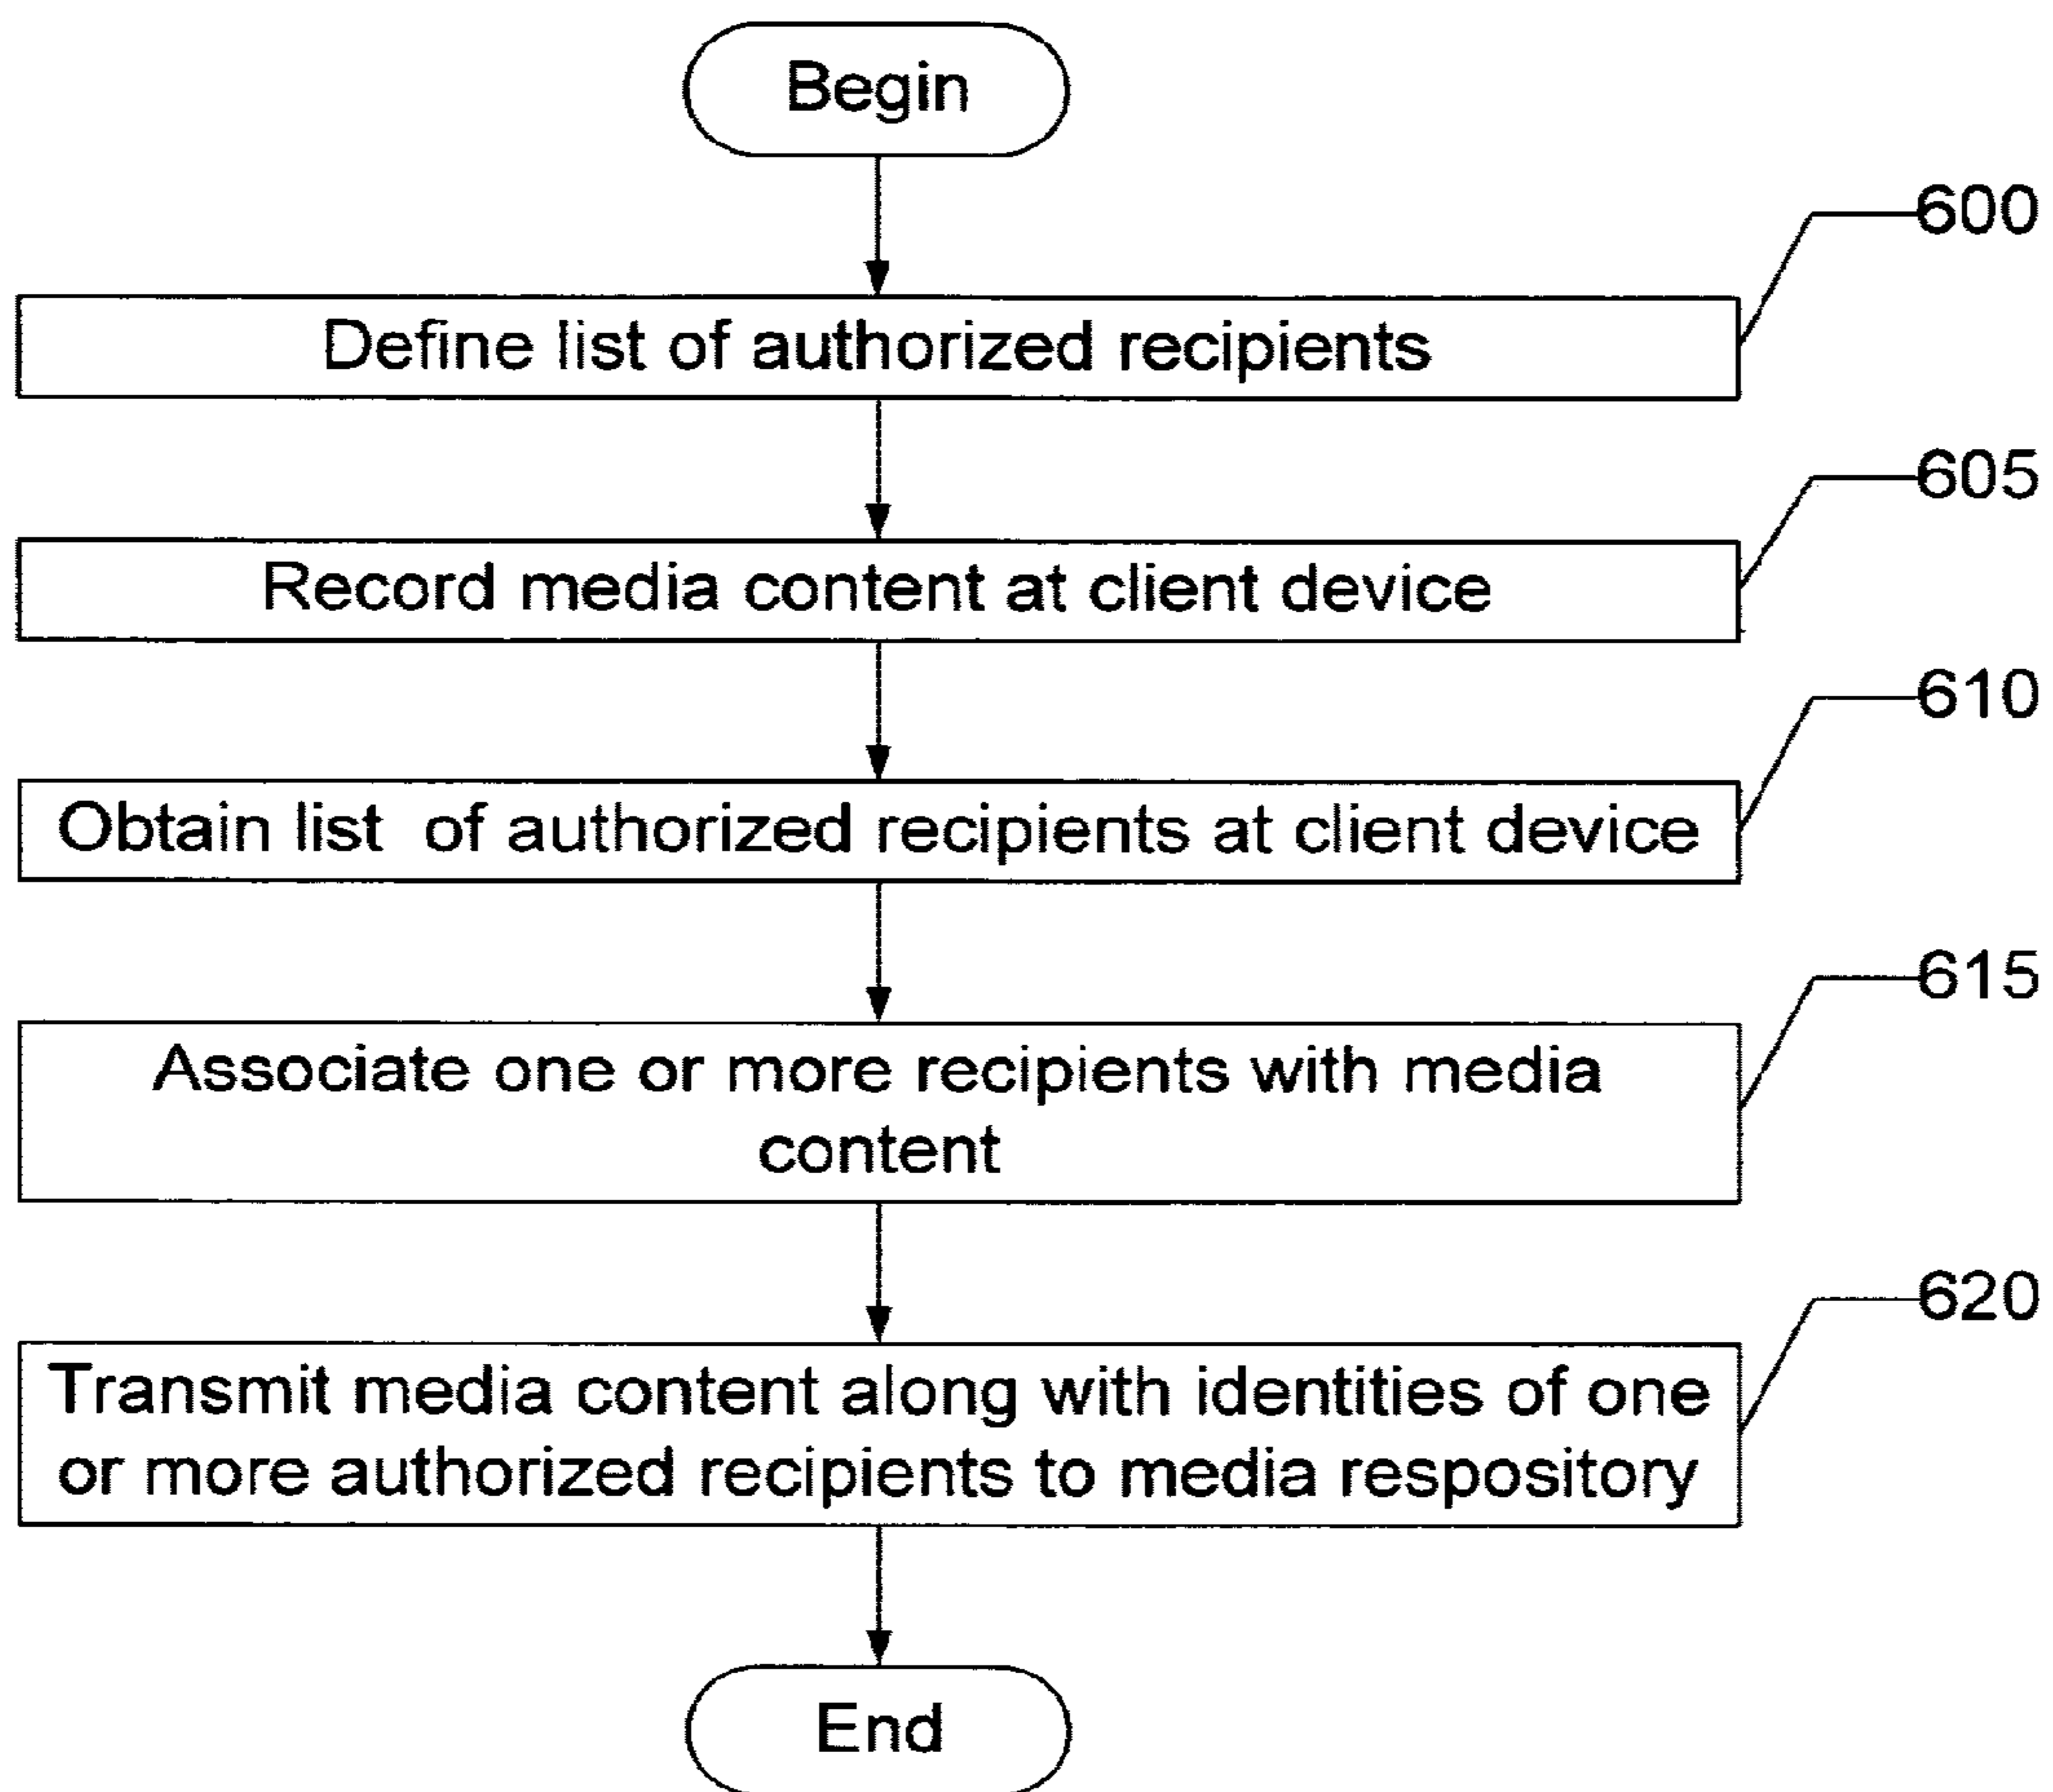 Begin
600
Define list of authorized recipients
605
Record media content at client device
610
Obtain list of authorized recipients at client device
615
Associate one or more recipients with media
content
620
Transmit media content along with identities of one
or more authorized recipients to media respository
End